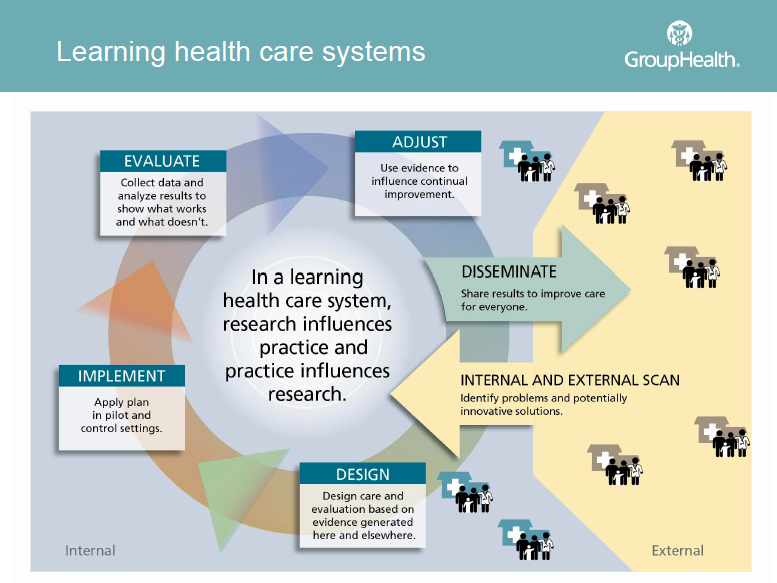 Learning health care systems
GroupHealth.
EVALUATE
Collect data and
analyze results to
show what works
and what doesn't.
ADJUST
Use evidence to
influence continual
improvement.
In a learning
health care system,
research influences
practice and
practice influences
research.
DISSEMINATE
Share results to improve care
for everyone.
INTERNAL AND EXTERNAL SCAN
Identify problems and potentially
innovative solutions.
IMPLEMENT
Apply plan
in pilot and
control settings.
DESIGN
Design care and
evaluation based on
evidence generated
here and elsewhere.
Internal
External